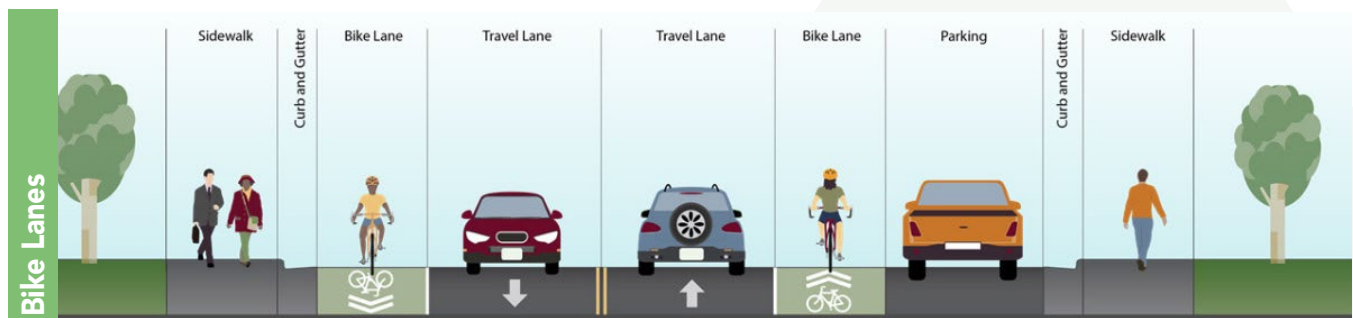 Bike Lanes
Sidewalk
Curb and Gutter
Bike Lane
Travel Lane
Travel Lane
Bike Lane
Parking
Curb and Gutter
Sidewalk